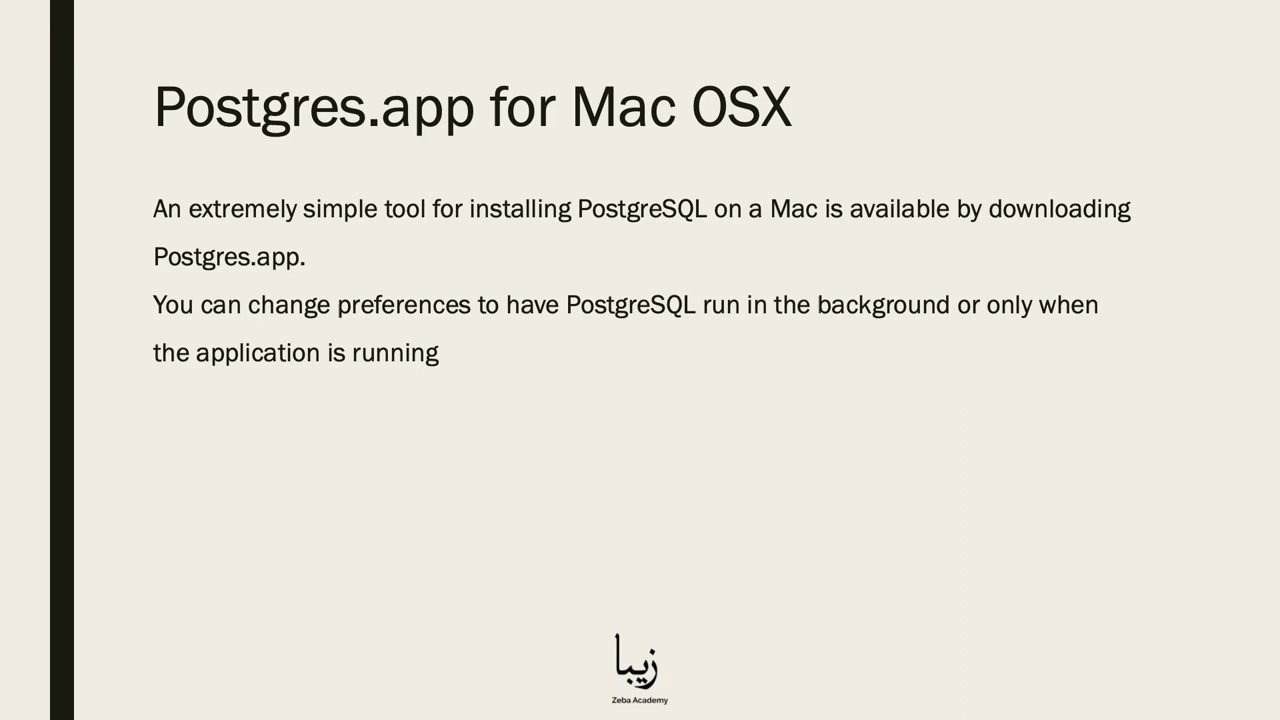 Postgres.app for Mac OSX
An extremely simple tool for installing PostgreSQL on a Mac is available by downloading
Postgres.app.
You can change preferences to have PostgreSQL run in the background or only when
the application is running
زیبا
Zeba Academy